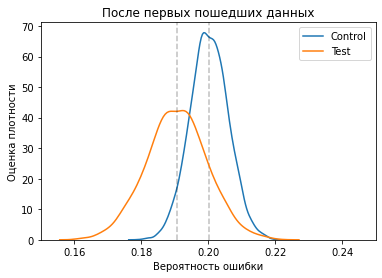 После первых пошедших данных
Control
Test
Оценка плотности
70
60
50
40
30
20
10
0
0.16 0.18 0.20 0.22 0.24
Вероятность ошибки